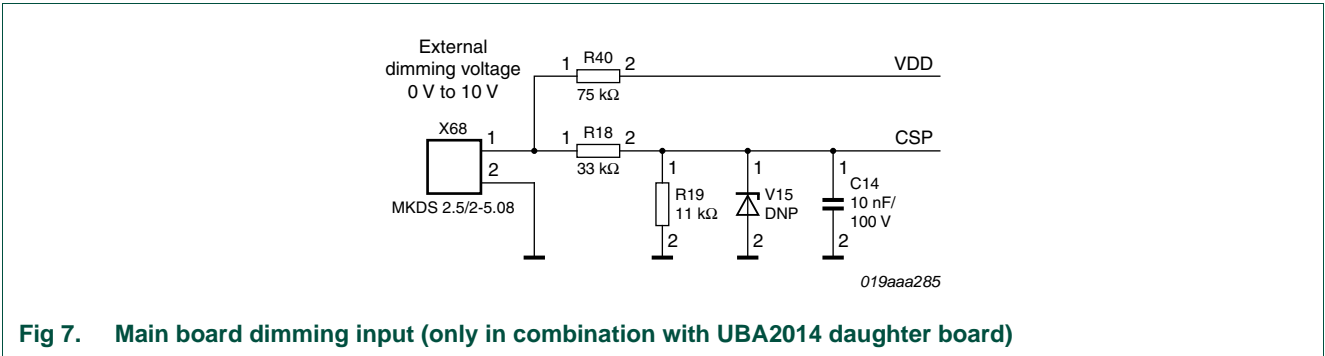 External
dimming voltage
0 V to 10 V
1 R40 2
75 kΩ
VDD
X68
1
2
MKDS 2.5/2-5.08
1 R18 2
33 kΩ
CSP
1
R19
11 kΩ
2
1
V15
DNP
2
1
C14
10 nF/
100 V
2
019aaa285
Fig 7. Main board dimming input (only in combination with UBA2014 daughter board)